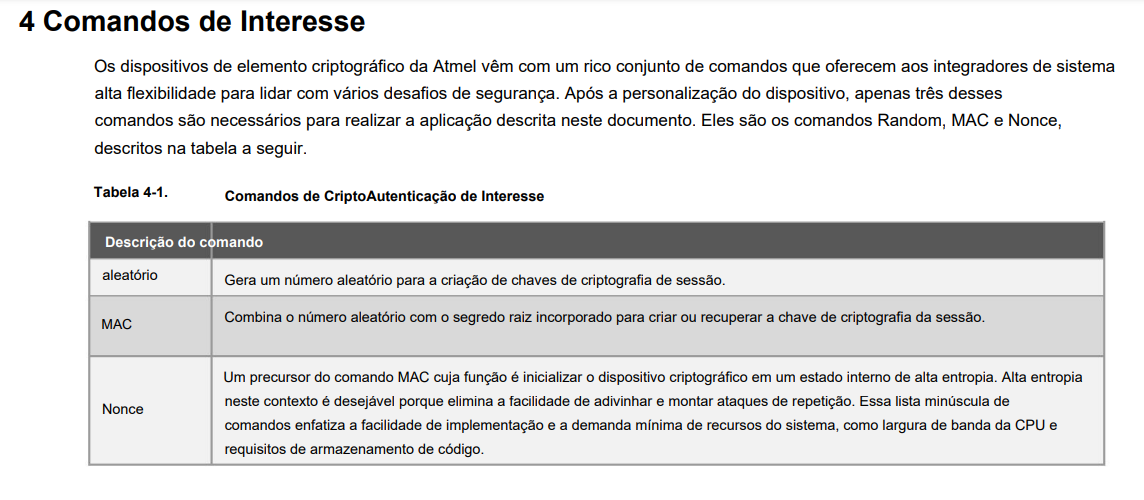 4 Comandos de Interesse
Os dispositivos de elemento criptográfico da Atmel vêm com um rico conjunto de comandos que oferecem aos integradores de sistema
alta flexibilidade para lidar com vários desafios de segurança. Após a personalização do dispositivo, apenas três desses
comandos são necessários para realizar a aplicação descrita neste documento. Eles são os comandos Random, MAC e Nonce,
descritos na tabela a seguir.
Tabela 4-1. Comandos de CriptoAutenticação de Interesse
Descrição do comando
aleatório Gera um número aleatório para a criação de chaves de criptografia de sessão.
MAC Combina o número aleatório com o segredo raiz incorporado para criar ou recuperar a chave de criptografia da sessão.
Um precursor do comando MAC cuja função é inicializar o dispositivo criptográfico em um estado interno de alta entropia. Alta entropia
neste contexto é desejável porque elimina a facilidade de adivinhar e montar ataques de repetição. Essa lista minúscula de
Nonce
comandos enfatiza a facilidade de implementação e a demanda mínima de recursos do sistema, como largura de banda da CPU e
requisitos de armazenamento de código.